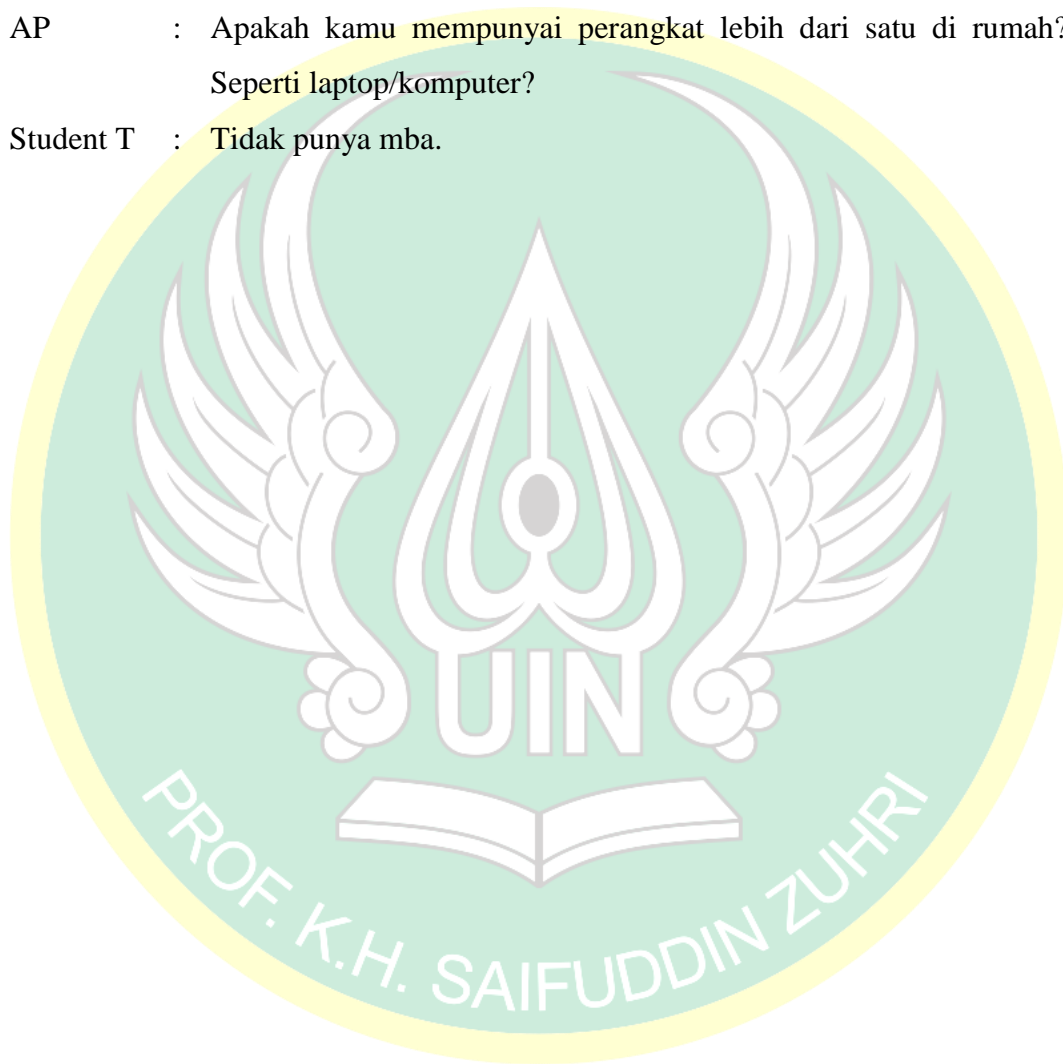 AP : Apakah kamu mempunyai perangkat lebih dari satu di rumah?
Seperti laptop/komputer?
Student T : Tidak punya mba.
UIN
PROF. K.H. SAIFUDDIN ZUHRI